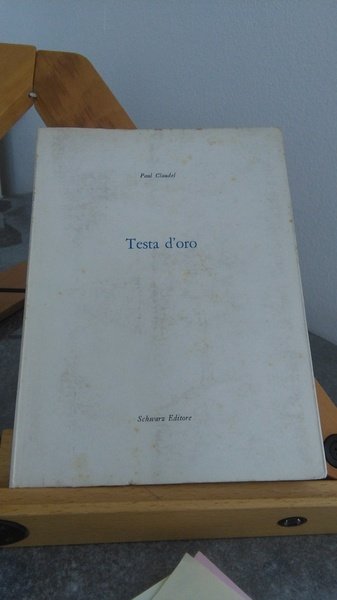 Paul Claudel
Testa d'oro
Schwarz Editore